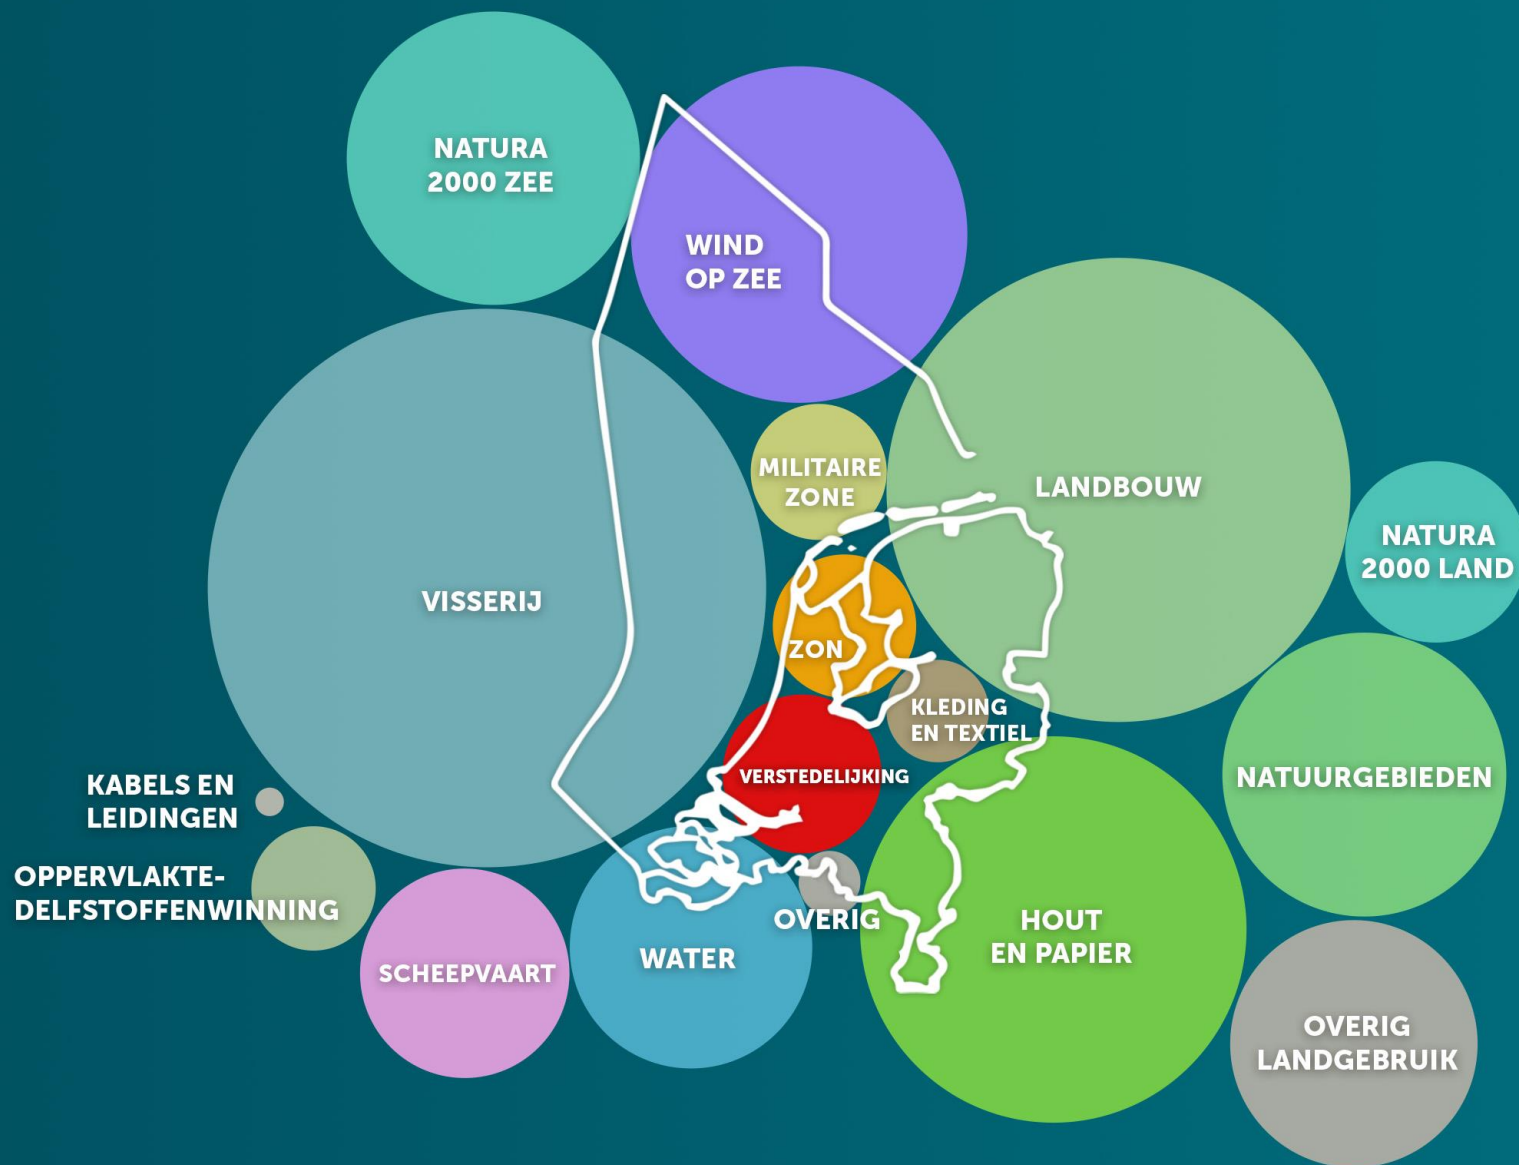 NATURA
2000 ZEE
WIND
OP ZEE
MILITAIRE
ZONE
LANDBOUW
NATURA
2000 LAND
VISSERIJ
ZON
KLEDING
EN TEXTIEL
VERSTEDELIJKING
NATUURGEBIEDEN
KABELS EN
LEIDINGEN
OPPERVLAKTE-
DELFSTOFFENWINNING
SCHEEPVAART
WATER
OVERIG
HOUT
EN PAPIER
OVERIG
LANDGEBRUIK